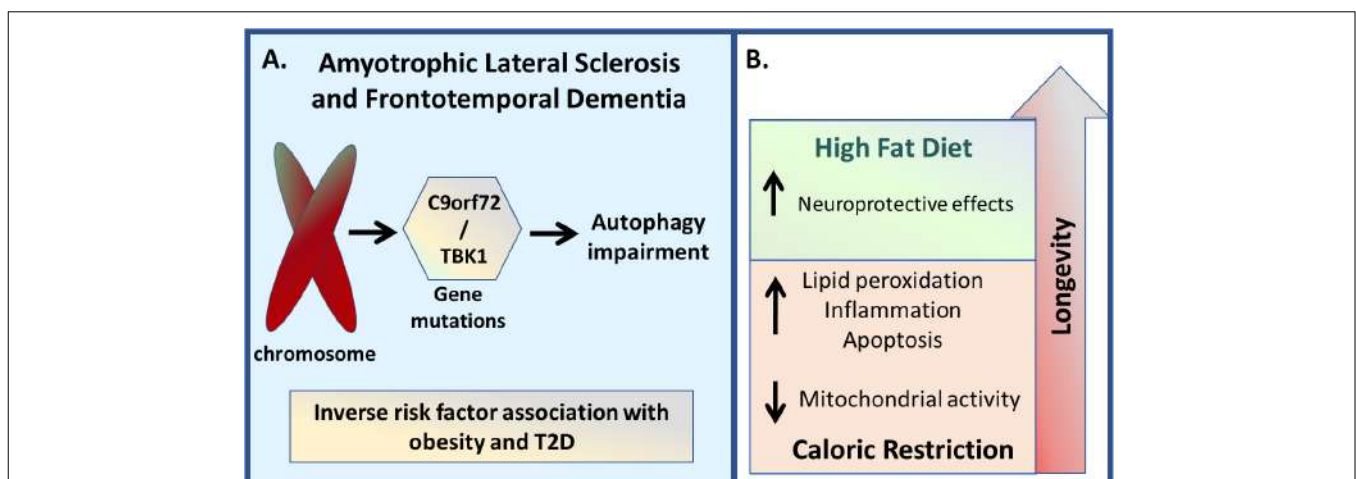 A.
Amyotrophic Lateral Sclerosis
and Frontotemporal Dementia
C9orf72
/
TBK1
Gene
mutations
Autophagy
impairment
chromosome
Inverse risk factor association with
obesity and T2D
B.
High Fat Diet
Neuroprotective effects
Lipid peroxidation
Inflammation
Apoptosis
Mitochondrial activity
Caloric Restriction
Longevity